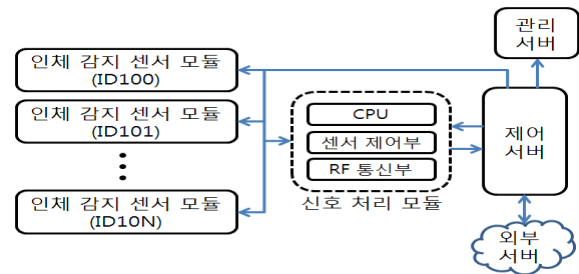 관리
서버
인체 감지 센서 모듈
(ID100)
인체 감지 센서 모듈
(ID101)
인체 감지 센서 모듈
(ID10N)
CPU
센서 제어부
RF 통신부
신호 처리 모듈
제어
서버
외부
서버